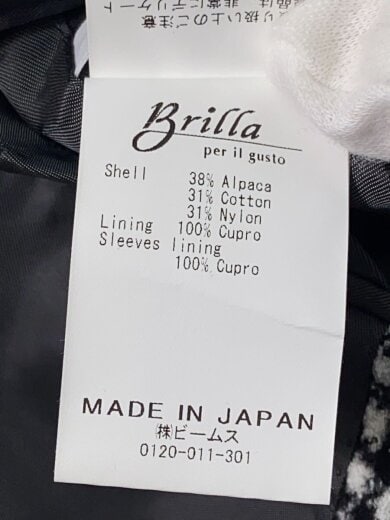 Brilla
per il gusto
Shell 38% Alpaca
31% Cotton
31% Nylon
Lining 100% Cupro
Sleeves lining
100% Cupro
MADE IN JAPAN
㈱ビームス
0120-011-301